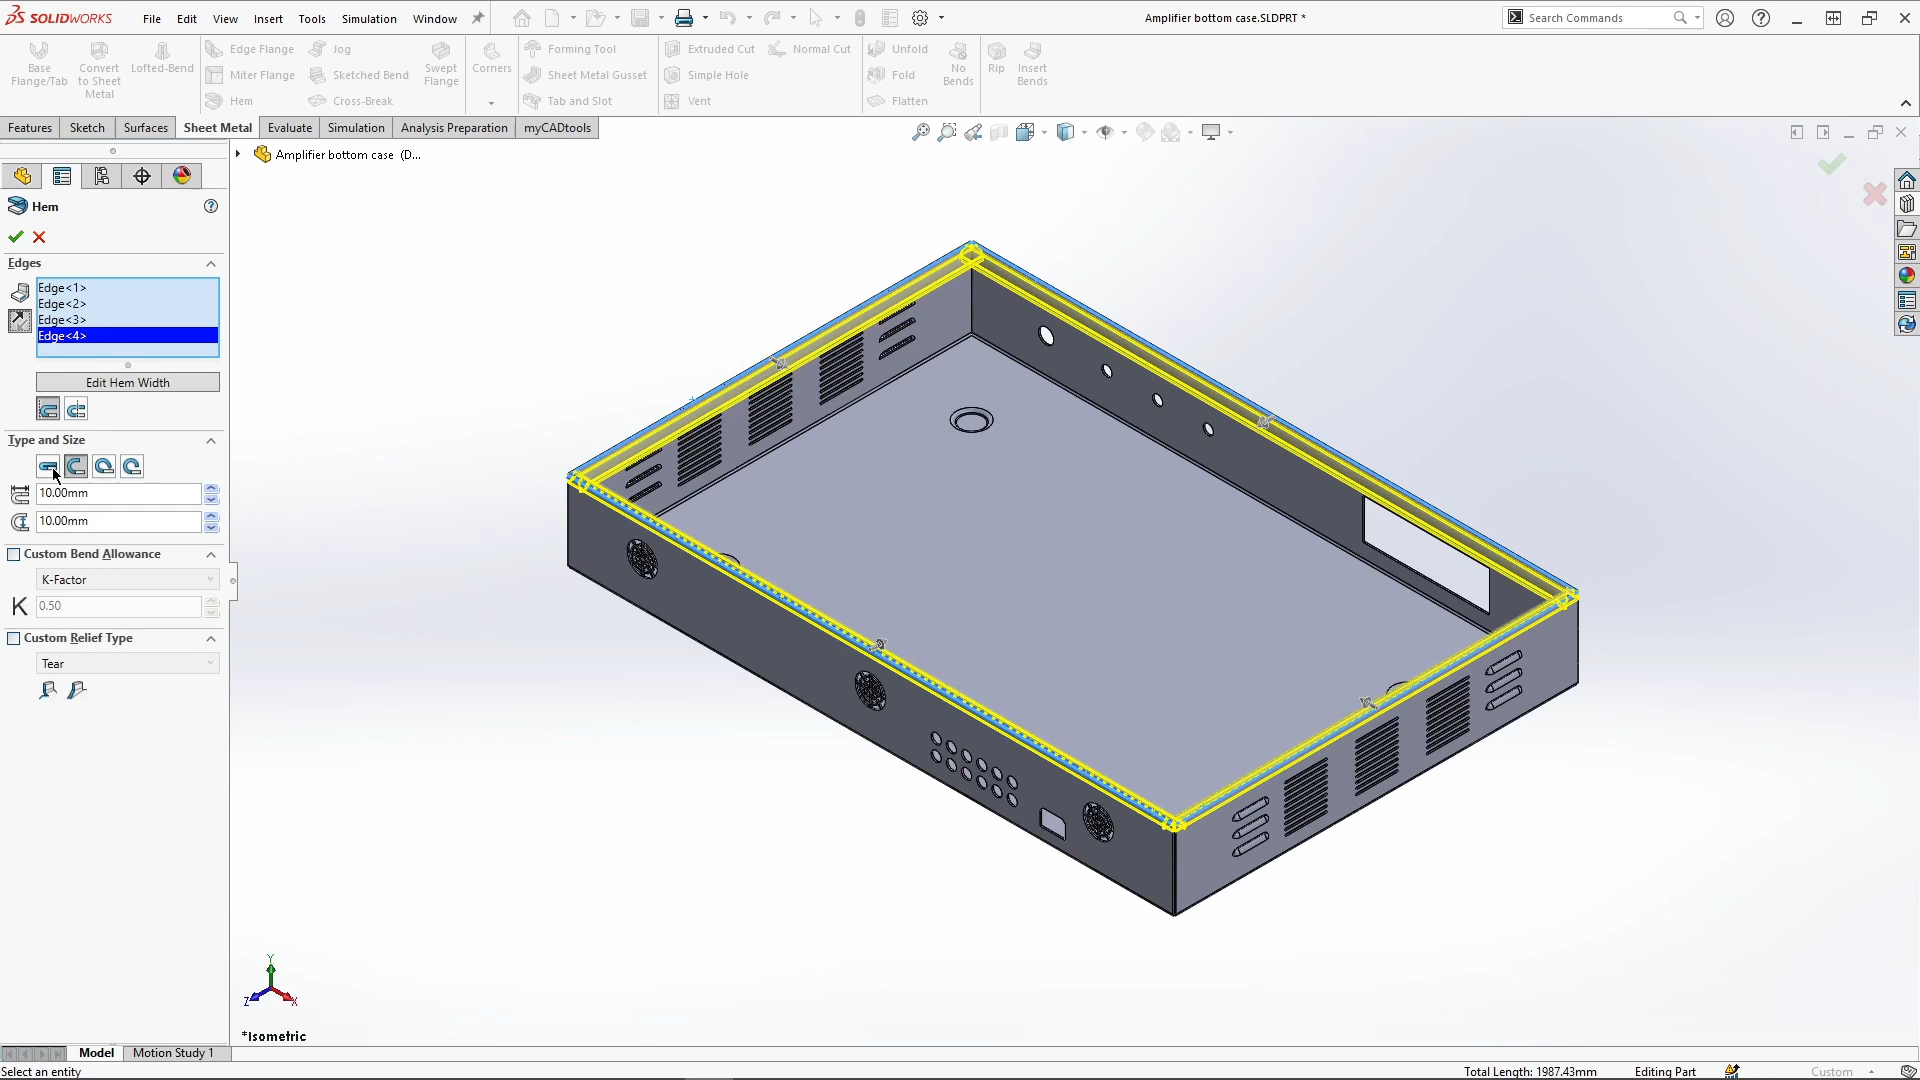 SOLIDWORKS
File Edit View Insert Tools Simulation Window
Amplifier bottom case.SLDPRT *
Search Commands
Base Flange/Tab
Convert to Sheet Metal
Lofted-Bend
Edge Flange
Miter Flange
Hem
Jog
Sketched Bend
Cross-Break
Swept Flange
Corners
Forming Tool
Sheet Metal Gusset
Tab and Slot
Extruded Cut
Simple Hole
Vent
Normal Cut
Unfold
Fold
Flatten
No Bends
Rip
Insert Bends
Features Sketch Surfaces Sheet Metal Evaluate Simulation Analysis Preparation myCADtools
Amplifier bottom case (D...
Hem
Edges
Edge<1>
Edge<2>
Edge<3>
Edge<4>
Edit Hem Width
Type and Size
10.00mm
10.00mm
Custom Bend Allowance
K-Factor
K 0.50
Custom Relief Type
Tear
Y
Z X
*Isometric
Model Motion Study 1
Select an entity
Total Length: 1987.43mm Editing Part Custom